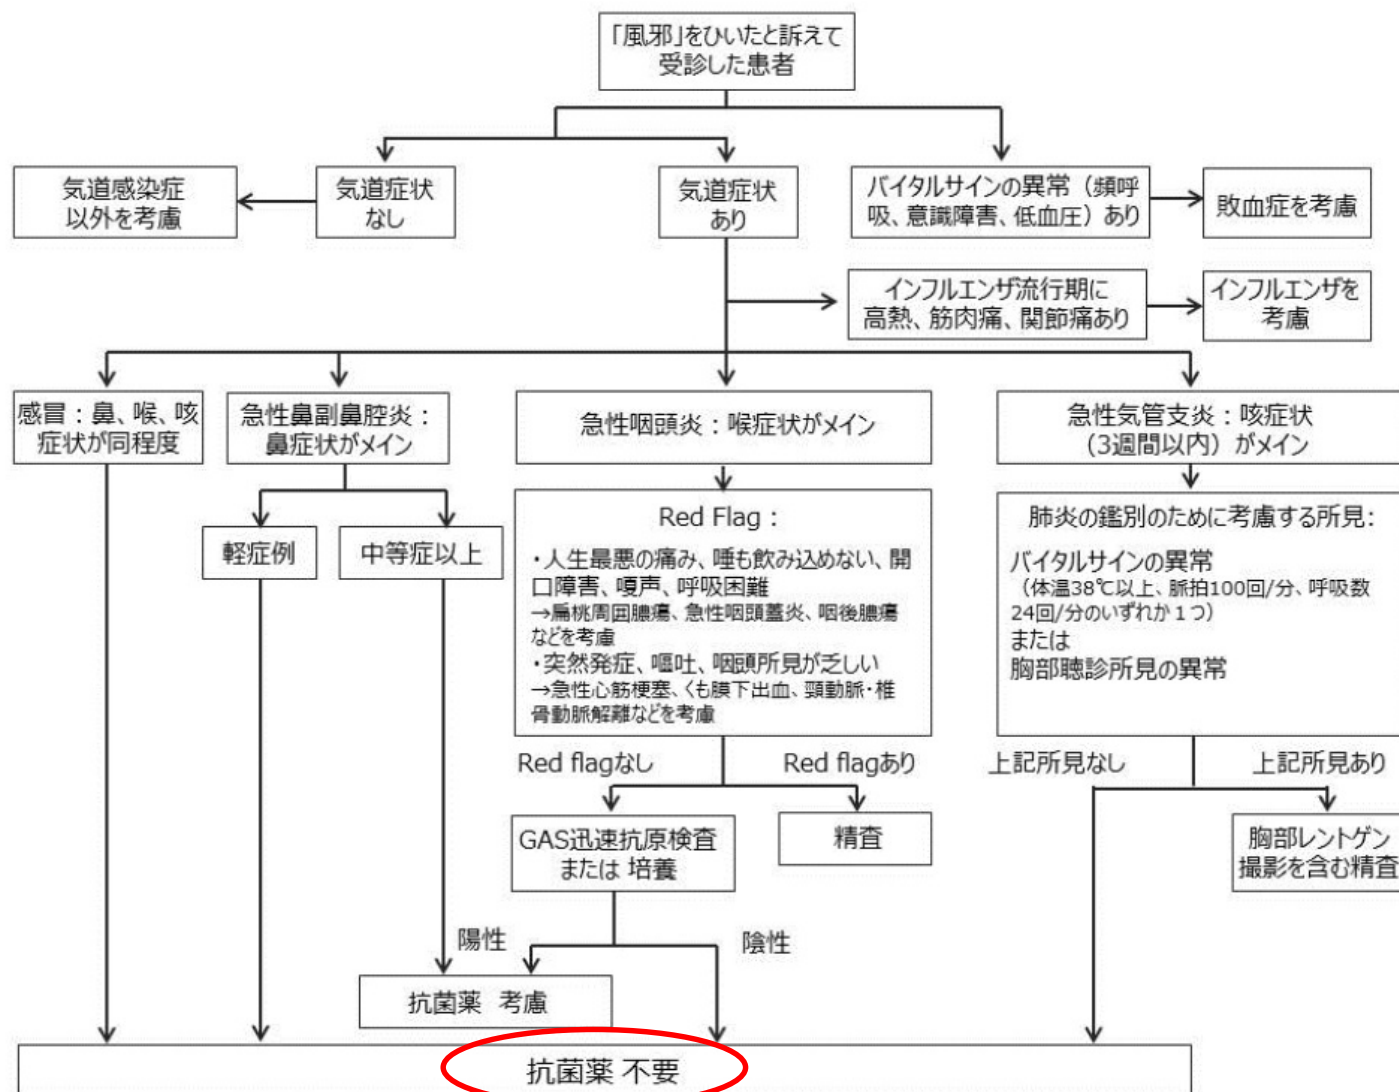 「風邪」をひいたと訴えて
受診した患者
気道感染症
以外を考慮
気道症状
なし
気道症状
あり
バイタルサインの異常（頻呼
吸、意識障害、低血圧）あり
敗血症を考慮
インフルエンザ流行期に
高熱、筋肉痛、関節痛あり
インフルエンザを
考慮
感冒：鼻、喉、咳
症状が同程度
急性鼻副鼻腔炎：
鼻症状がメイン
急性咽頭炎：喉症状がメイン
急性気管支炎：咳症状
（3週間以内）がメイン
軽症例
中等症以上
Red Flag：
・人生最悪の痛み、唾も飲み込めない、開
口障害、嗄声、呼吸困難
→扁桃周囲膿瘍、急性咽頭蓋炎、咽後膿瘍
などを考慮
・突然発症、嘔吐、咽頭所見が乏しい
→急性心筋梗塞、くも膜下出血、頸動脈・椎
骨動脈解離などを考慮
肺炎の鑑別のために考慮する所見：
バイタルサインの異常
（体温38℃以上、脈拍100回/分、呼吸数
24回/分のいずれか１つ）
または
胸部聴診所見の異常
Red flagなし
Red flagあり
上記所見なし
上記所見あり
GAS迅速抗原検査
または 培養
精査
胸部レントゲン
撮影を含む精査
陽性
陰性
抗菌薬 考慮
抗菌薬 不要